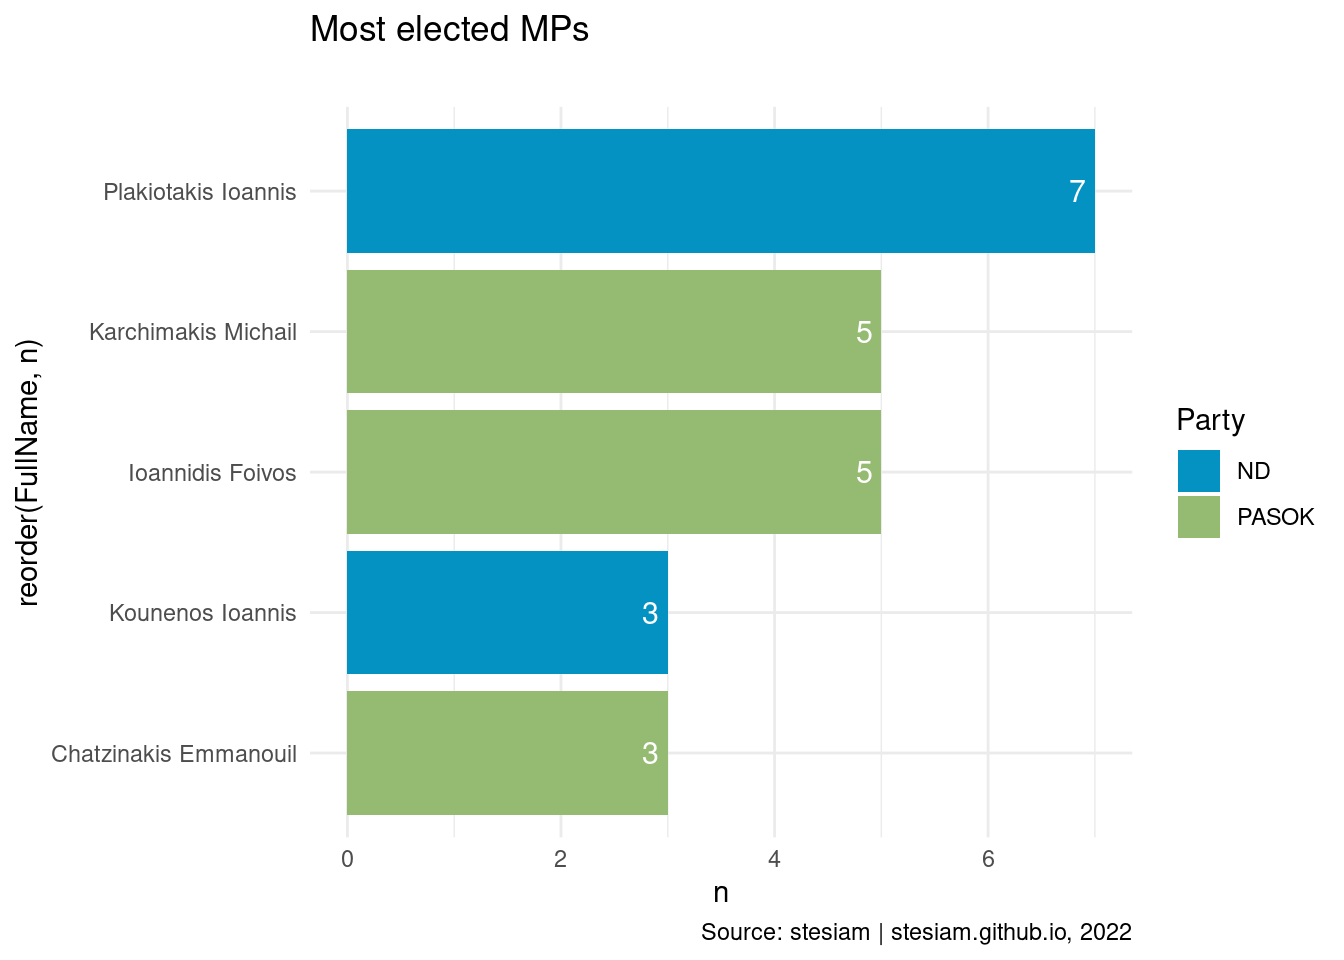 Most elected MPs
reorder(FullName, n)
Plakiotakis Ioannis
7
Karchimakis Michail
5
Ioannidis Foivos
5
Kounenos Ioannis
3
Chatzinakis Emmanouil
3
0 2 4 6
n
Party
ND
PASOK
Source: stesiam | stesiam.github.io, 2022